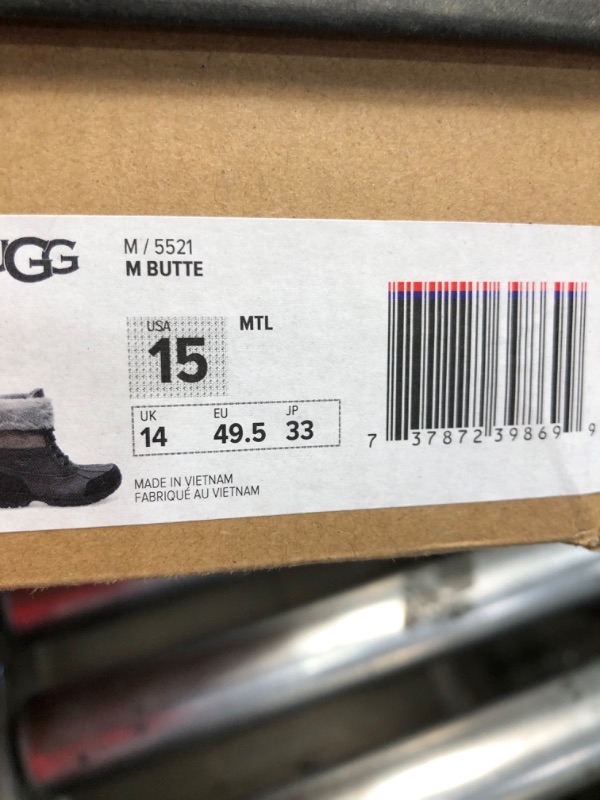 UGG
M / 5521
M BUTTE
USA
15
MTL
UK EU JP
14 49.5 33
MADE IN VIETNAM
FABRIQUÉ AU VIETNAM
7 37872 39869 9